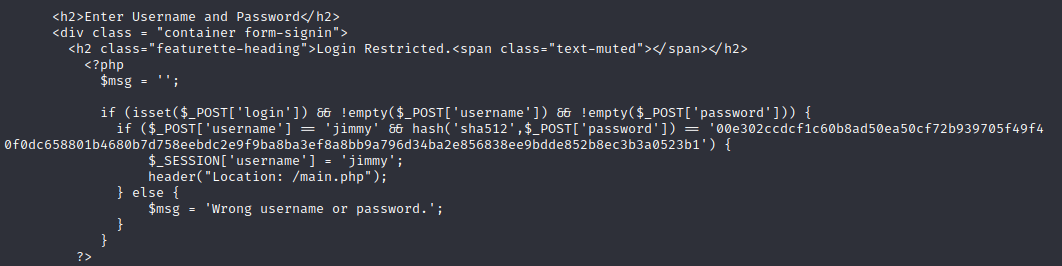 <h2>Enter Username and Password</h2>
<div class = "container form-signin">
<h2 class="featurette-heading">Login Restricted.<span class="text-muted"></span></h2>
<?php
$msg = '';
if (isset($_POST['login']) && !empty($_POST['username']) && !empty($_POST['password'])) {
if ($_POST['username'] == 'jimmy' && hash('sha512',$_POST['password']) == '00e302ccdcf1c60b8ad50ea50cf72b939705f49f4
0f0dc658801b4680b7d758eebdc2e9f9ba8ba3ef8a8bb9a796d34ba2e856838ee9bdde852b8ec3b3a0523b1') {
$_SESSION['username'] = 'jimmy';
header("Location: /main.php");
} else {
$msg = 'Wrong username or password.';
}
}
?>